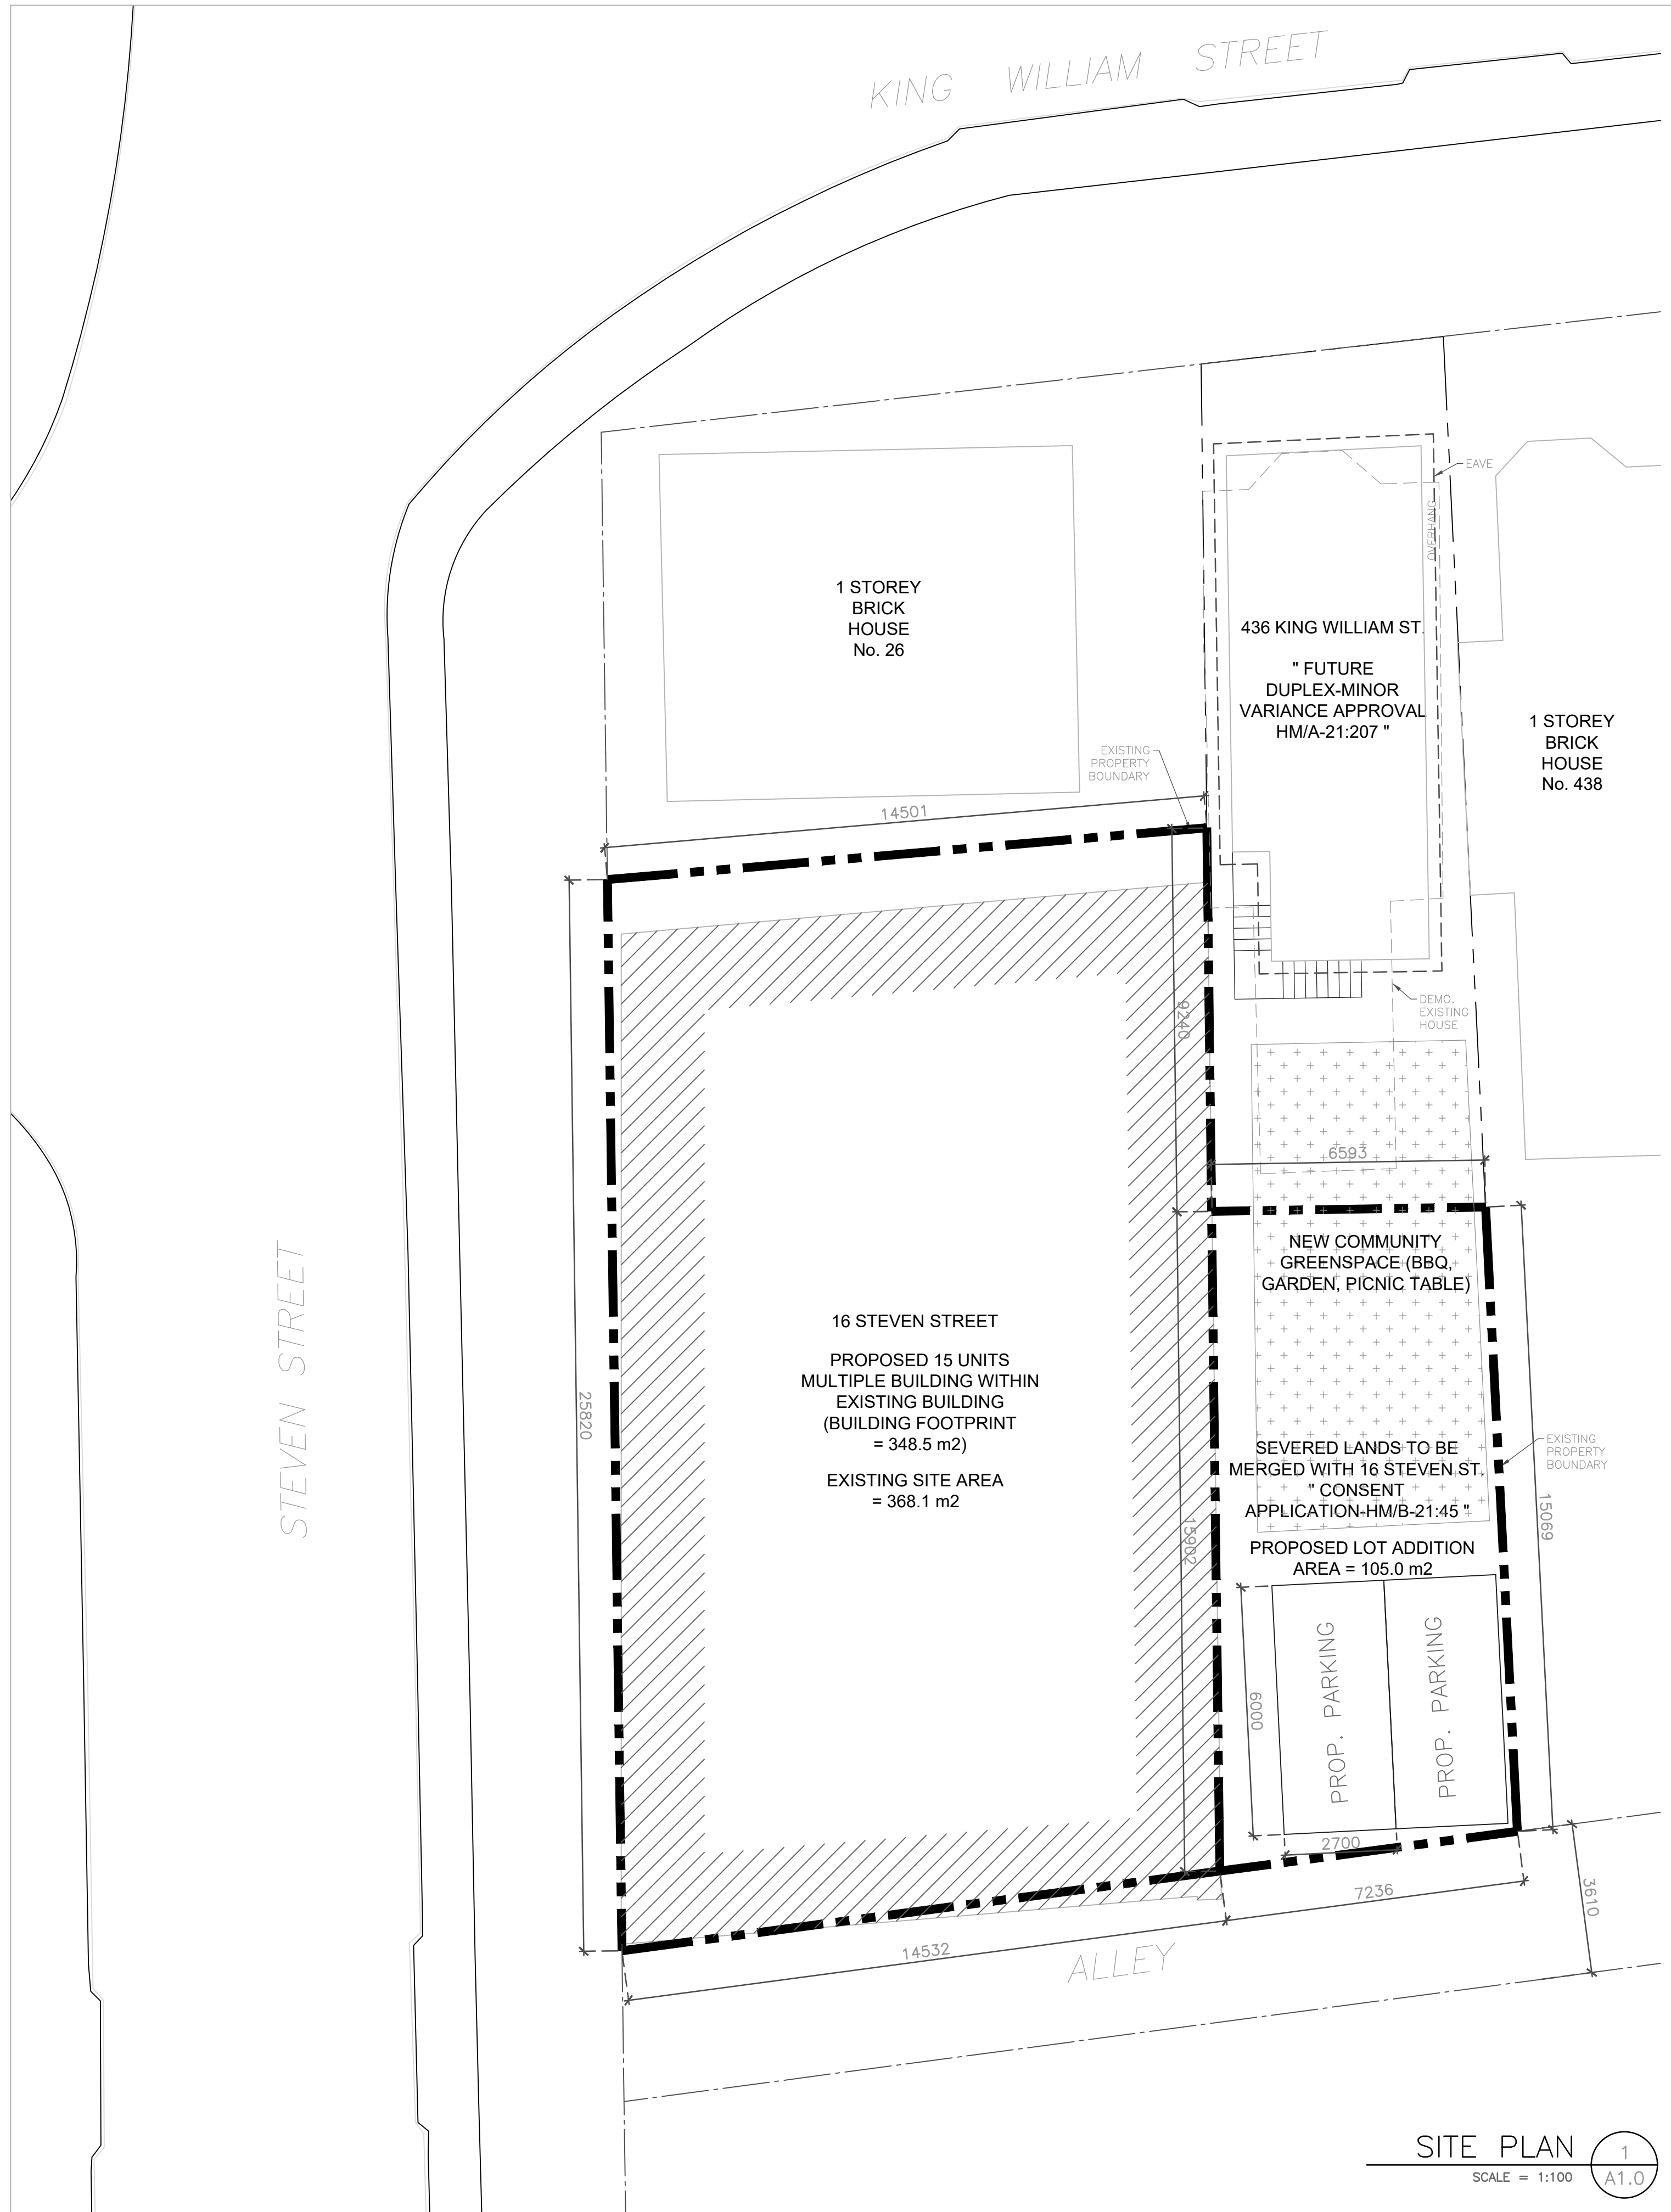 KING WILLIAM STREET
EAVE
OVERHANG
1 STOREY
BRICK
HOUSE
No. 26
436 KING WILLIAM ST.
" FUTURE
DUPLEX-MINOR
VARIANCE APPROVAL
HM/A-21:207 "
1 STOREY
BRICK
HOUSE
No. 438
EXISTING
PROPERTY
BOUNDARY
14501
9240
DEMO.
EXISTING
HOUSE
6593
NEW COMMUNITY
GREENSPACE (BBQ,
GARDEN, PICNIC TABLE)
STEVEN STREET
25820
16 STEVEN STREET
PROPOSED 15 UNITS
MULTIPLE BUILDING WITHIN
EXISTING BUILDING
(BUILDING FOOTPRINT
= 348.5 m2)
EXISTING SITE AREA
= 368.1 m2
EXISTING
PROPERTY
BOUNDARY
SEVERED LANDS TO BE
MERGED WITH 16 STEVEN ST.
" CONSENT
APPLICATION-HM/B-21:45 "
15902
15069
PROPOSED LOT ADDITION
AREA = 105.0 m2
6000
PROP. PARKING
PROP. PARKING
2700
7236
3610
14532
ALLEY
SITE PLAN
SCALE = 1:100
1
A1.0